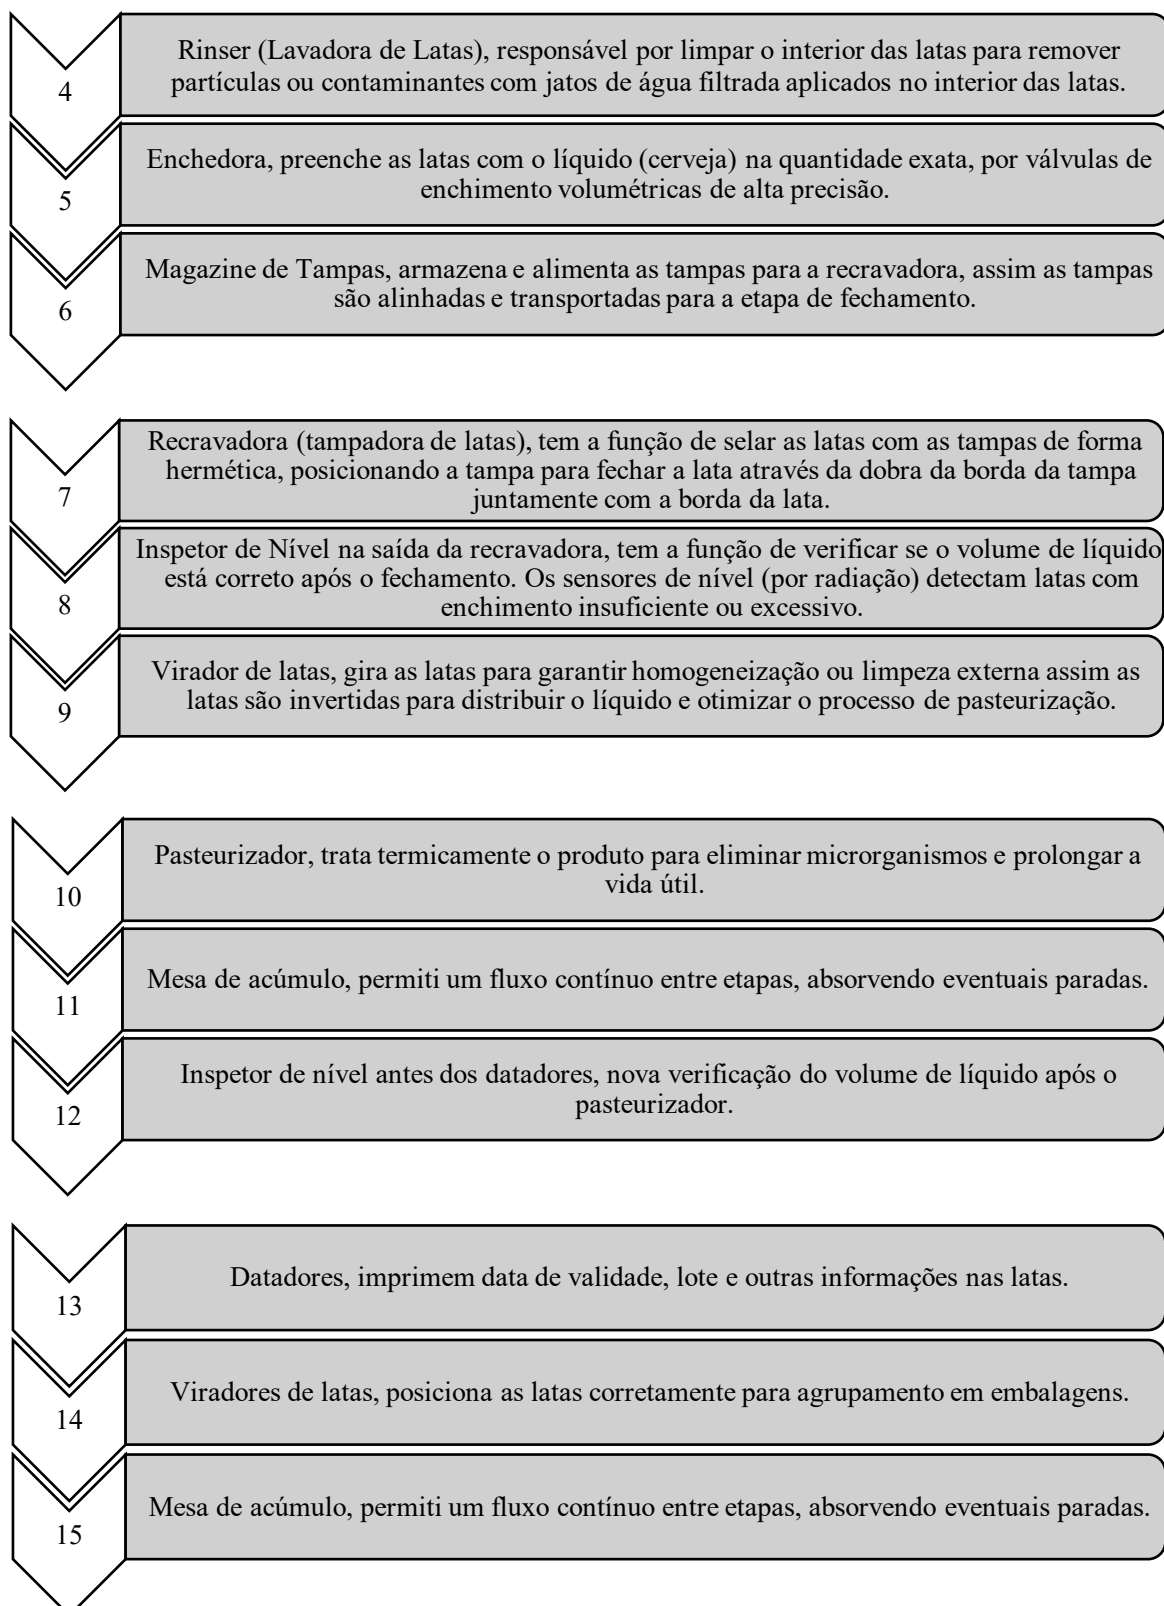 4
Rinser (Lavadora de Latas), responsável por limpar o interior das latas para remover
partículas ou contaminantes com jatos de água filtrada aplicados no interior das latas.
5
Enchedora, preenche as latas com o líquido (cerveja) na quantidade exata, por válvulas de
enchimento volumétricas de alta precisão.
6
Magazine de Tampas, armazena e alimenta as tampas para a recravadora, assim as tampas
são alinhadas e transportadas para a etapa de fechamento.
7
Recravadora (tampadora de latas), tem a função de selar as latas com as tampas de forma
hermética, posicionando a tampa para fechar a lata através da dobra da borda da tampa
juntamente com a borda da lata.
8
Inspetor de Nível na saída da recravadora, tem a função de verificar se o volume de líquido
está correto após o fechamento. Os sensores de nível (por radiação) detectam latas com
enchimento insuficiente ou excessivo.
9
Virador de latas, gira as latas para garantir homogeneização ou limpeza externa assim as
latas são invertidas para distribuir o líquido e otimizar o processo de pasteurização.
10
Pasteurizador, trata termicamente o produto para eliminar microrganismos e prolongar a
vida útil.
11
Mesa de acúmulo, permiti um fluxo contínuo entre etapas, absorvendo eventuais paradas.
12
Inspetor de nível antes dos datadores, nova verificação do volume de líquido após o
pasteurizador.
13
Datadores, imprimem data de validade, lote e outras informações nas latas.
14
Viradores de latas, posiciona as latas corretamente para agrupamento em embalagens.
15
Mesa de acúmulo, permiti um fluxo contínuo entre etapas, absorvendo eventuais paradas.